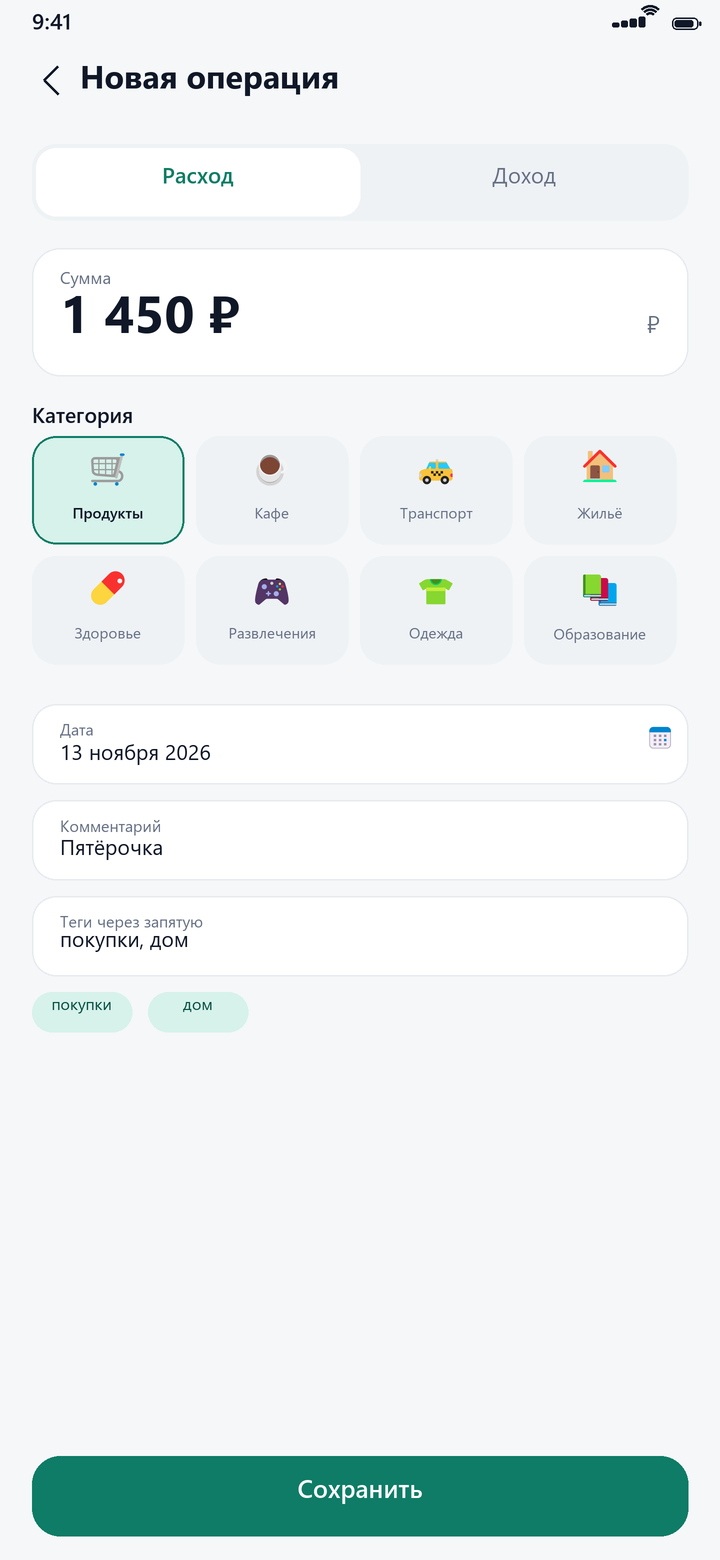 9:41
Новая операция
Расход Доход
Сумма
1 450 ₽ ₽
Категория
Продукты Кафе Транспорт Жильё
Здоровье Развлечения Одежда Образование
Дата
13 ноября 2026
Комментарий
Пятёрочка
Теги через запятую
покупки, дом
покупки дом
Сохранить